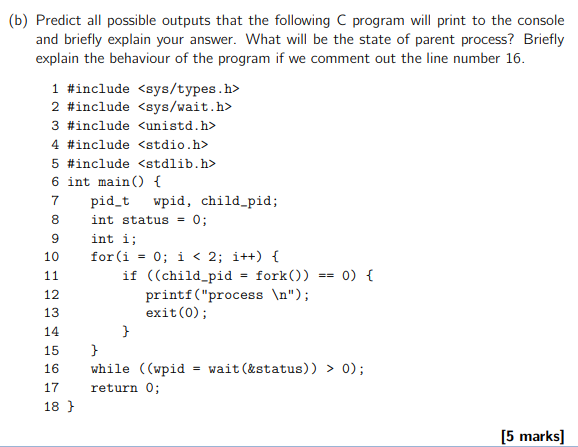 (b) Predict all possible outputs that the following C program will print to the console
and briefly explain your answer. What will be the state of parent process? Briefly
explain the behaviour of the program if we comment out the line number 16.
1 #include <sys/types.h>
2 #include <sys/wait.h>
3 #include <unistd.h>
4 #include <stdio.h>
5 #include <stdlib.h>
6 int main() {
7 pid_t wpid, child_pid;
8 int status = 0;
9 int i;
10 for(i = 0; i < 2; i++) {
11 if ((child_pid = fork()) == 0) {
12 printf("process \n");
13 exit(0);
14 }
15 }
16 while ((wpid = wait(&status)) > 0);
17 return 0;
18 }
[5 marks]